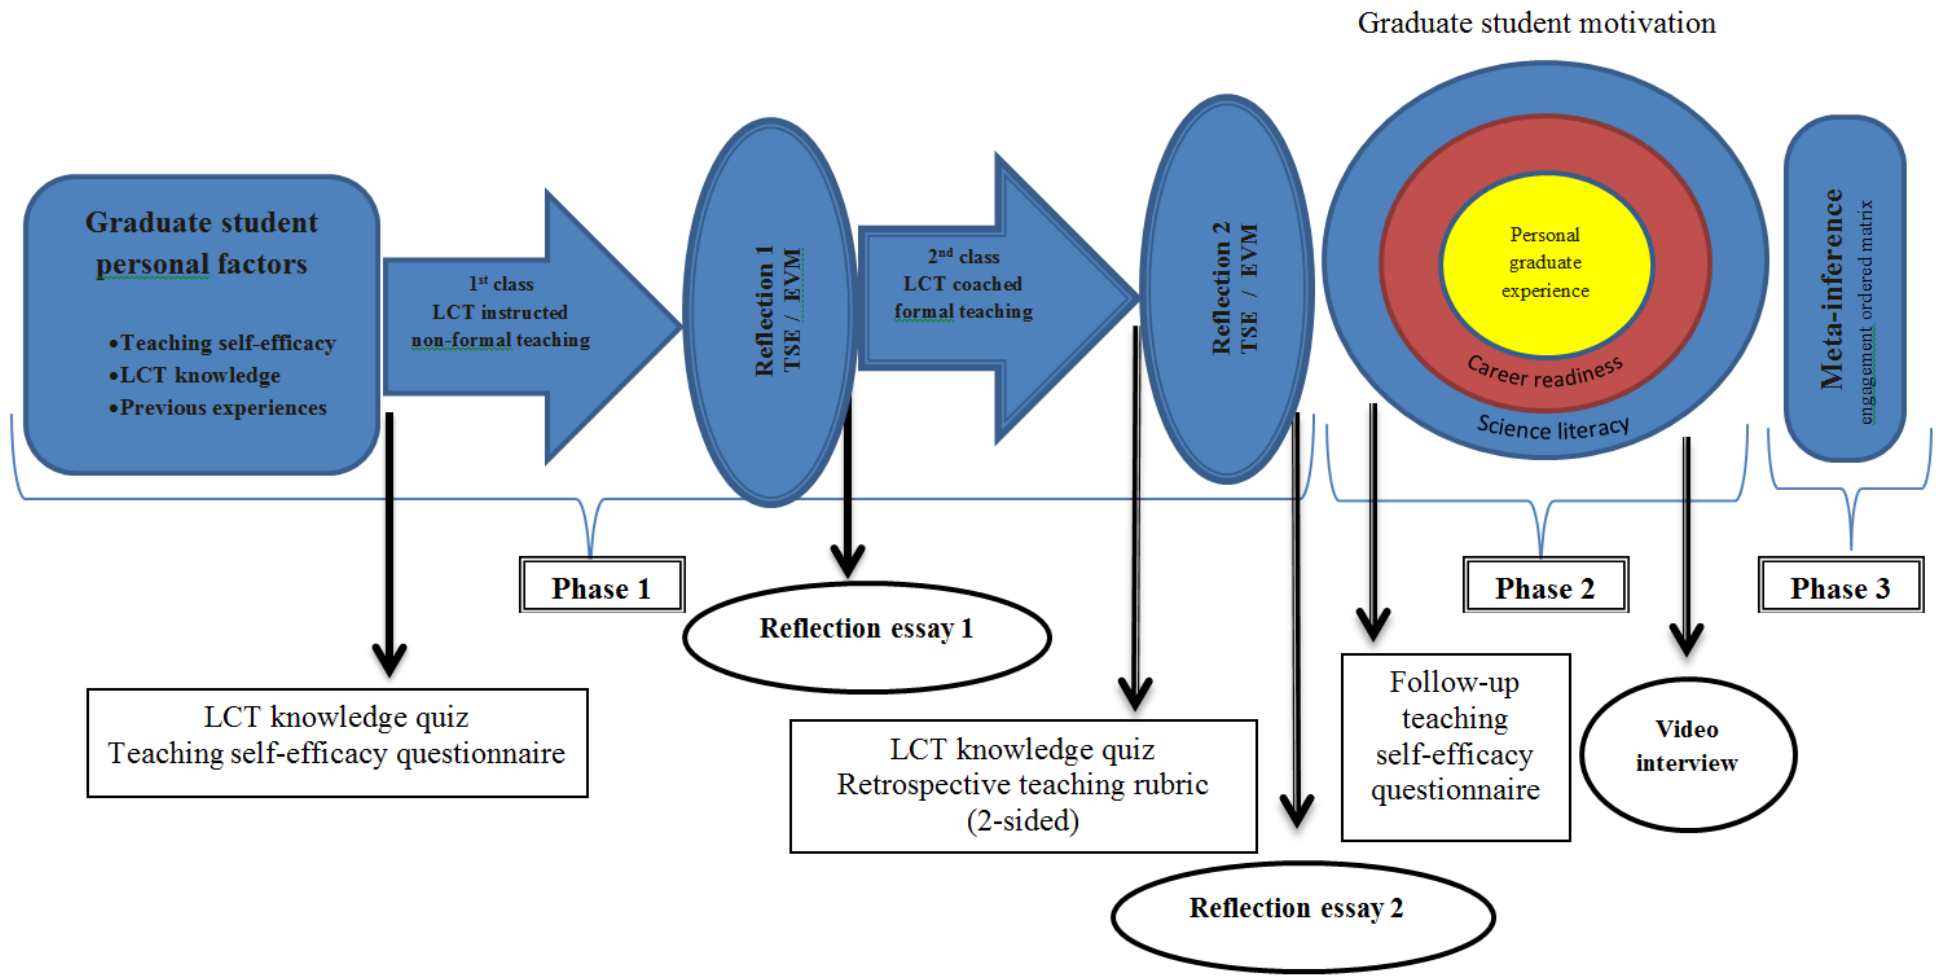 Graduate student motivation
Graduate student
personal factors
•Teaching self-efficacy
•LCT knowledge
•Previous experiences
1st class
LCT instructed
non-formal teaching
Reflection 1
TSE / EVM
2nd class
LCT coached
formal teaching
Reflection 2
TSE / EVM
Personal
graduate
experience
Career readiness
Science literacy
Meta-inference
engagement ordered matrix
Phase 1
Phase 2
Phase 3
LCT knowledge quiz
Teaching self-efficacy questionnaire
Reflection essay 1
LCT knowledge quiz
Retrospective teaching rubric
(2-sided)
Reflection essay 2
Follow-up
teaching
self-efficacy
questionnaire
Video
interview